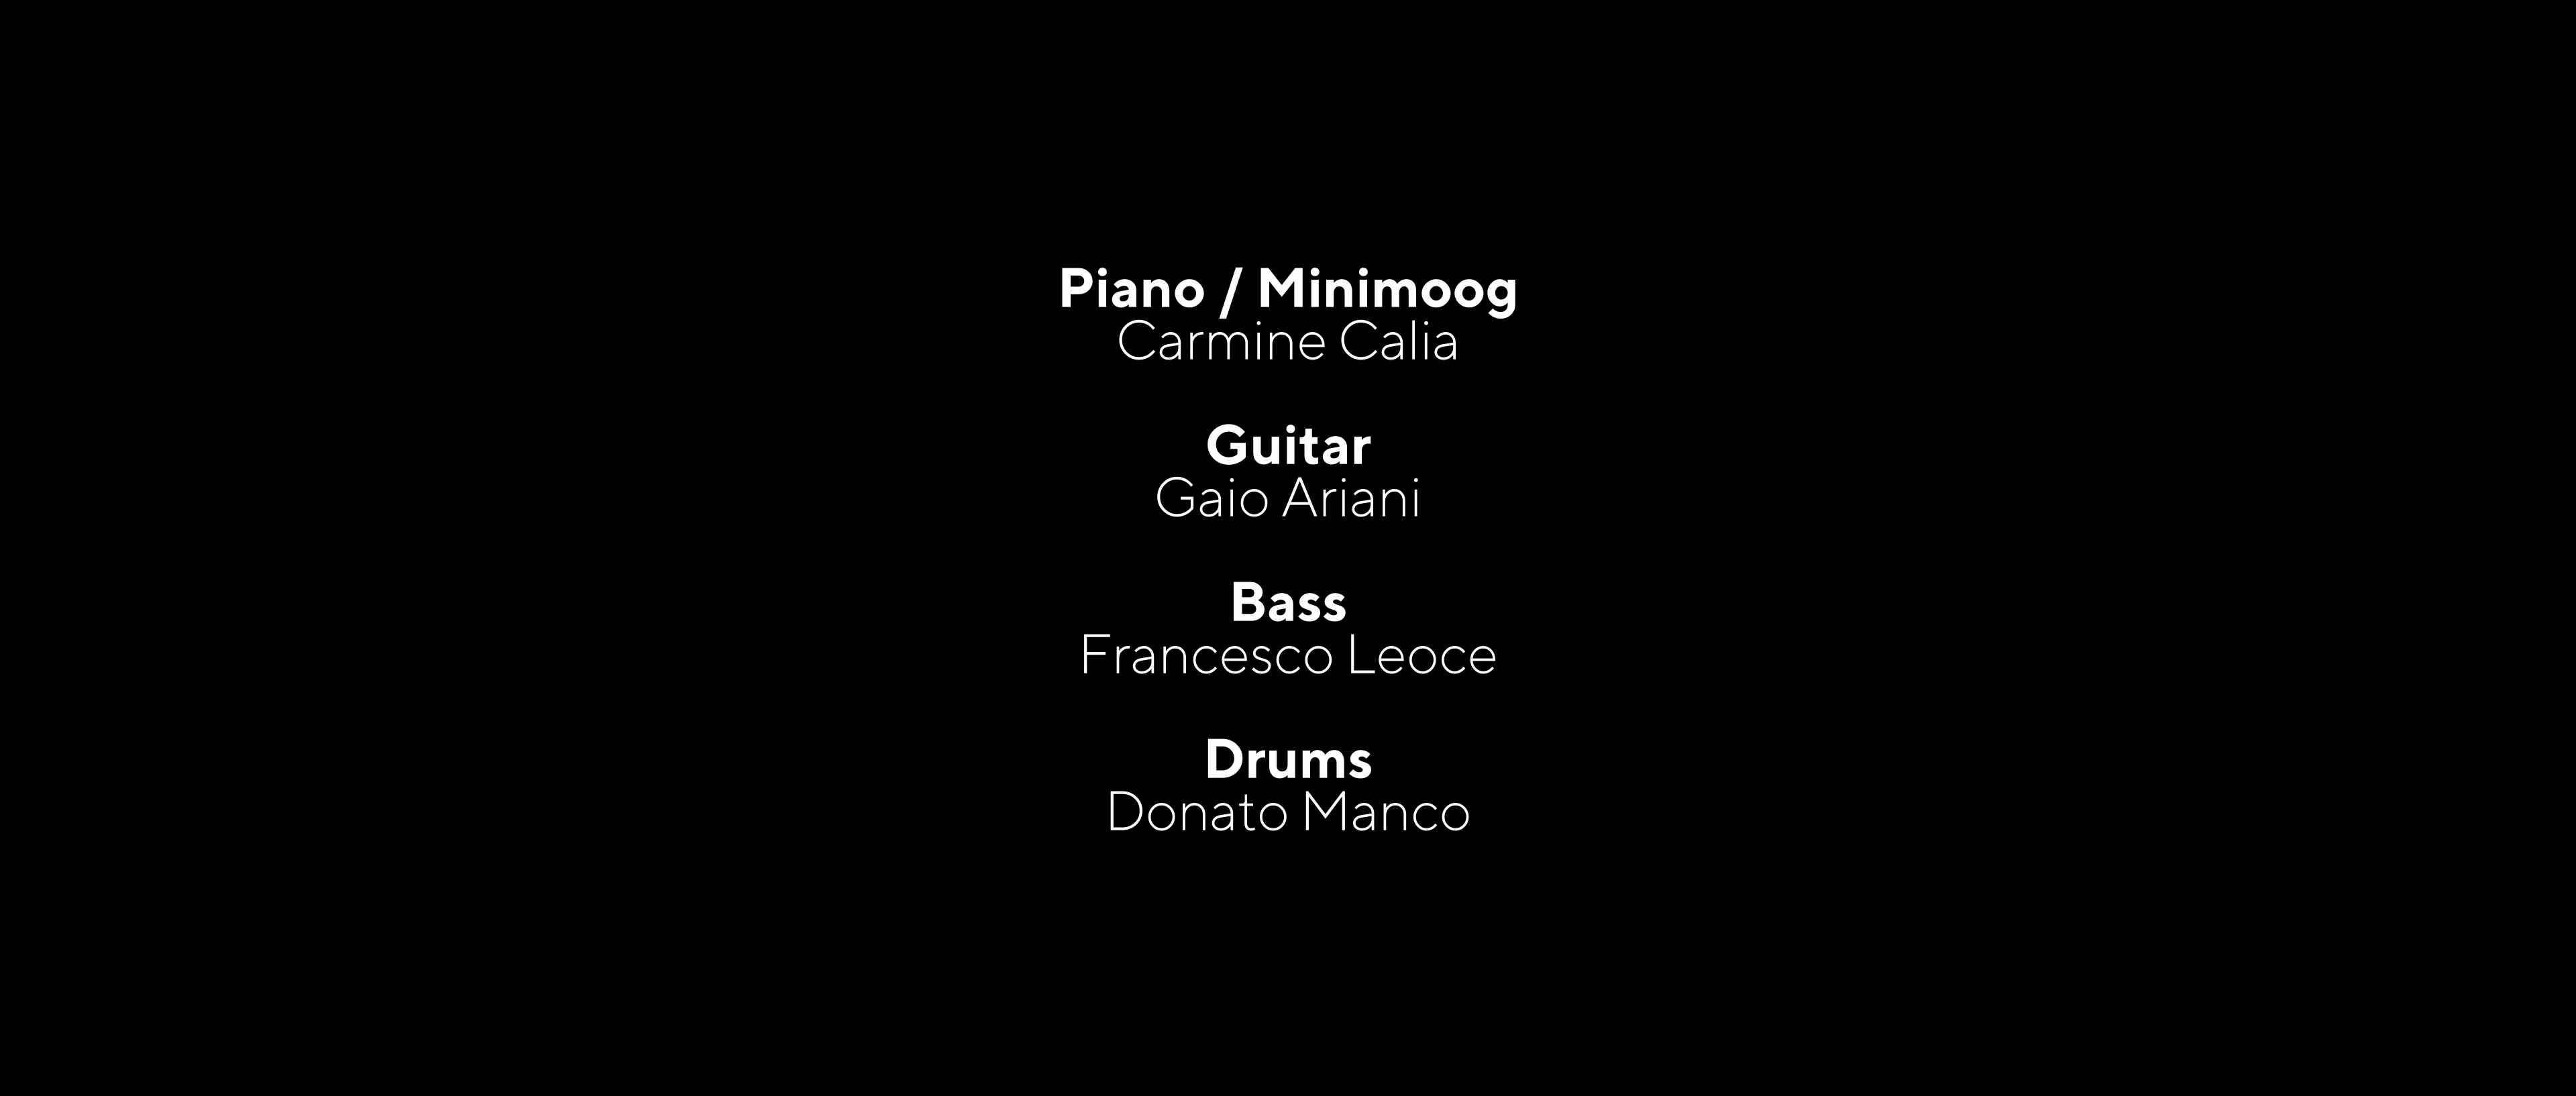 Piano / Minimoog
Carmine Calia
Guitar
Gaio Ariani
Bass
Francesco Leoce
Drums
Donato Manco